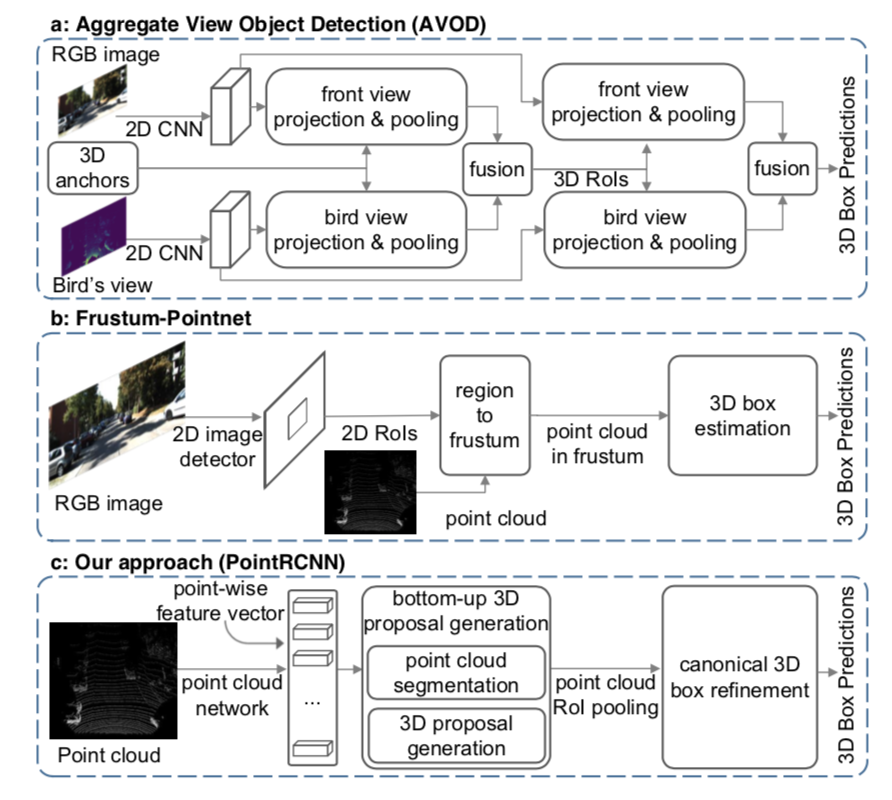 a: Aggregate View Object Detection (AVOD)
RGB image
2D CNN
front view
projection & pooling
front view
projection & pooling
3D
anchors
fusion
3D RoIs
fusion
3D Box Predictions
2D CNN
bird view
projection & pooling
bird view
projection & pooling
Bird's view
b: Frustum-Pointnet
RGB image
2D image
detector
2D RoIs
point cloud
region
to
frustum
point cloud
in frustum
3D box
estimation
3D Box Predictions
c: Our approach (PointRCNN)
point-wise
feature vector
Point cloud
point cloud
network
...
bottom-up 3D
proposal generation
point cloud
segmentation
3D proposal
generation
point cloud
RoI pooling
canonical 3D
box refinement
3D Box Predictions